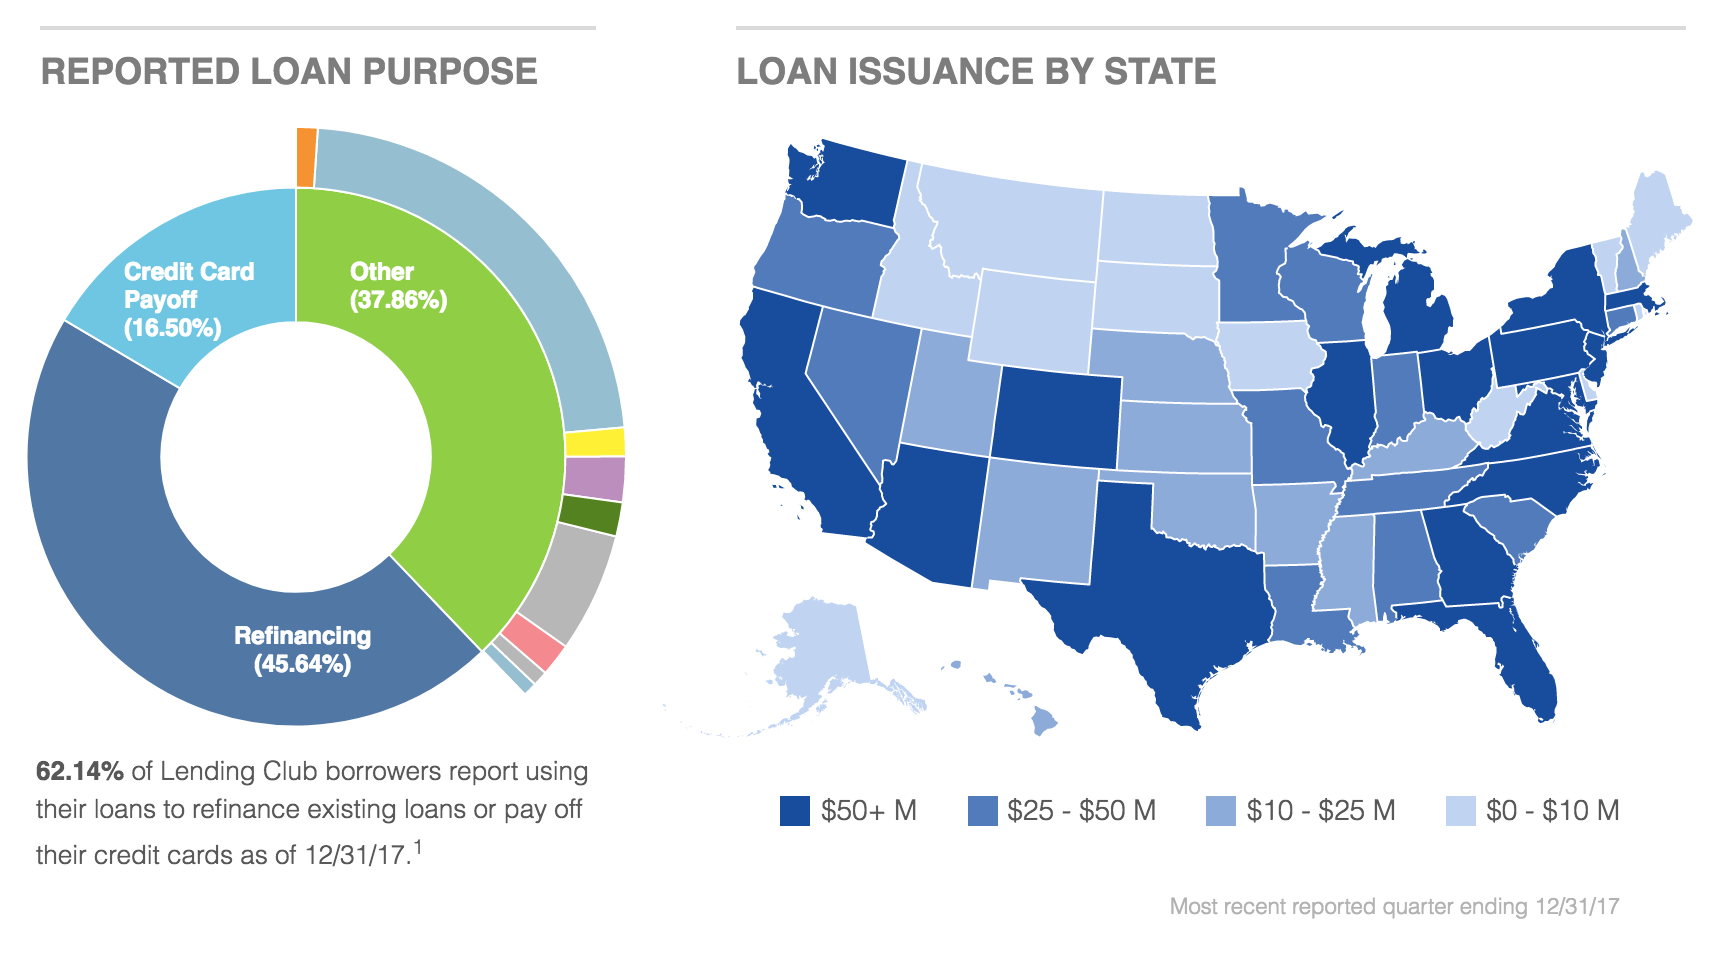 REPORTED LOAN PURPOSE
Credit Card
Payoff
(16.50%)
Other
(37.86%)
Refinancing
(45.64%)
62.14% of Lending Club borrowers report using
their loans to refinance existing loans or pay off
their credit cards as of 12/31/17.1
LOAN ISSUANCE BY STATE
$50+ M
$25 - $50 M
$10 - $25 M
$0 - $10 M
Most recent reported quarter ending 12/31/17